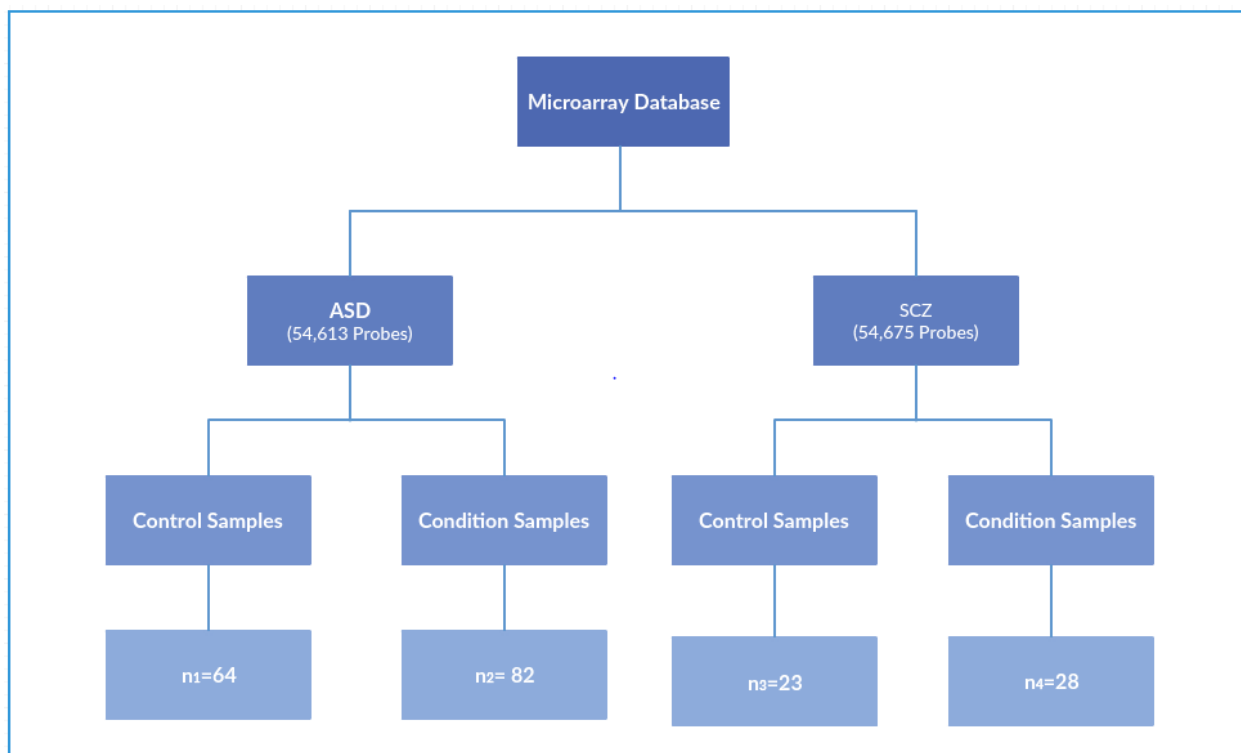 Microarray Database
ASD
(54,613 Probes)
SCZ
(54,675 Probes)
Control Samples
Condition Samples
Control Samples
Condition Samples
n1=64
n2= 82
n3=23
n4=28